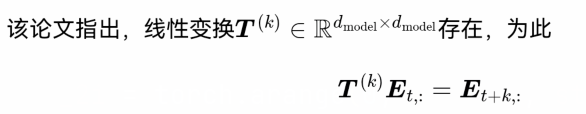 该论文指出，线性变换𝑻^(k) ∈ ℝ^{d_model×d_model}存在，为此
𝑻^(k) 𝑬_{t,:} = 𝑬_{t+k,:}